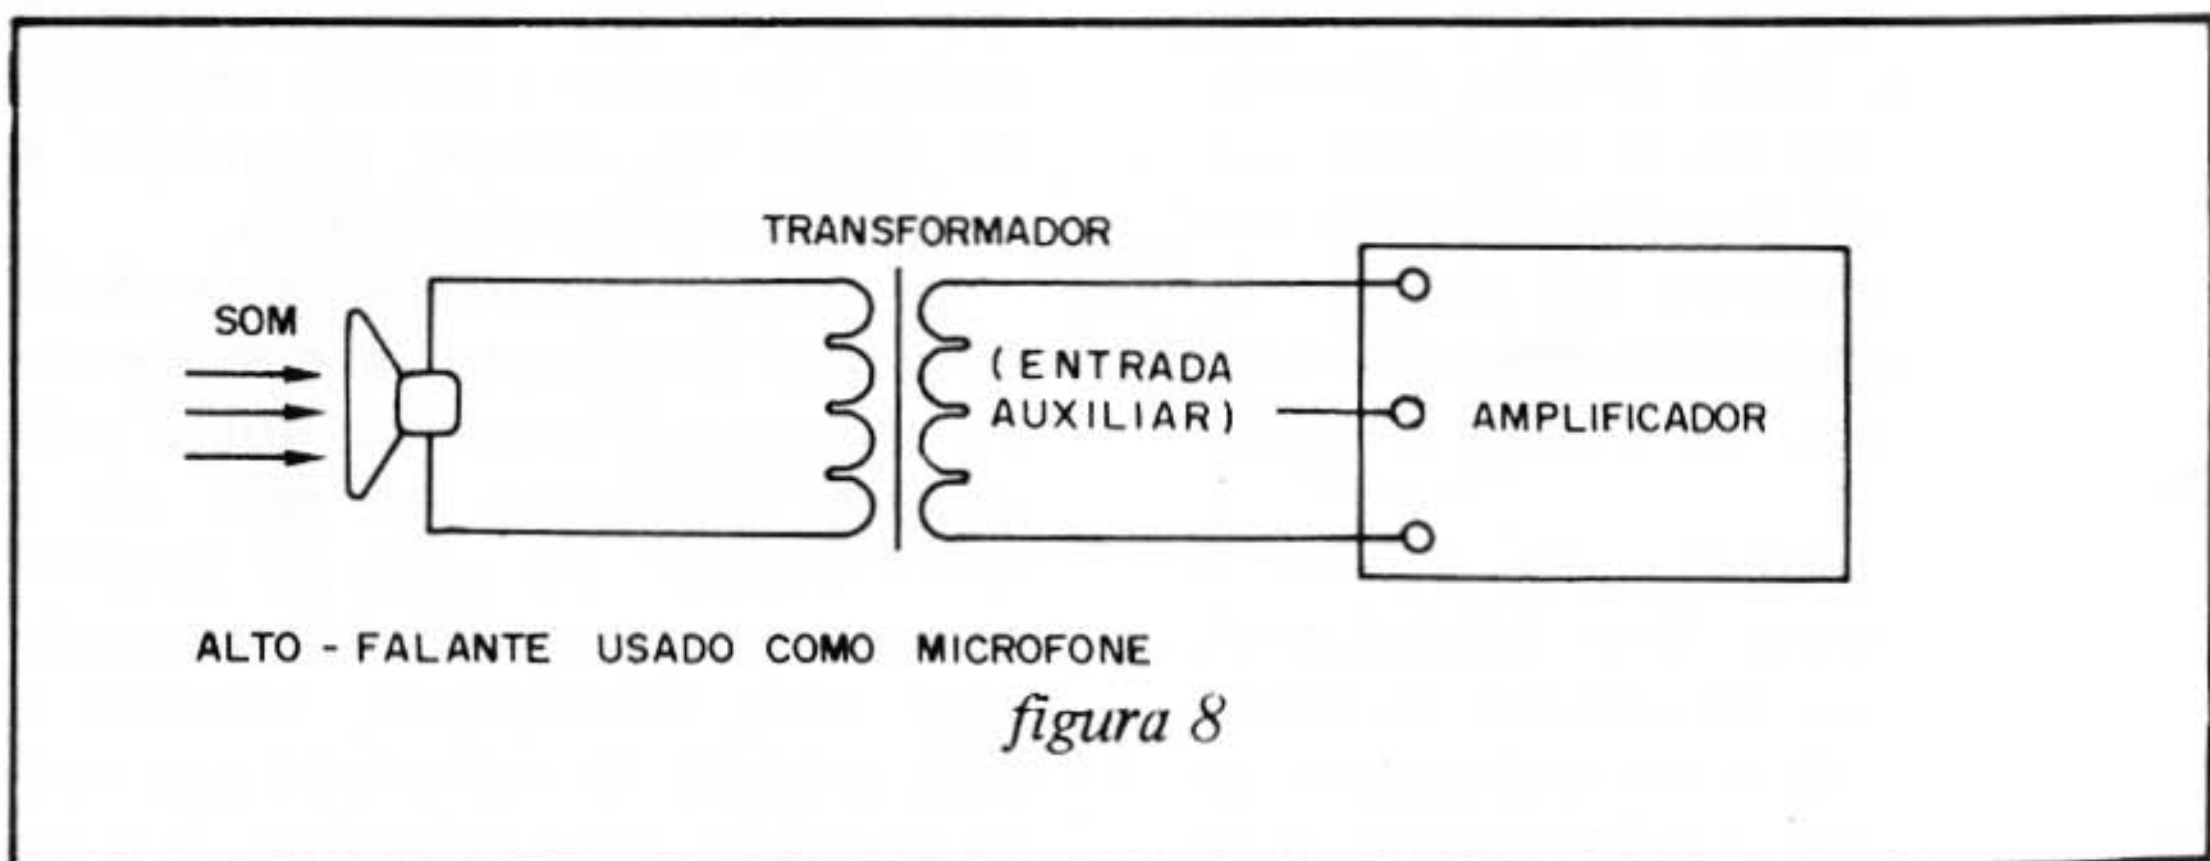 TRANSFORMADOR
SOM
(ENTRADA
AUXILIAR)
AMPLIFICADOR
ALTO - FALANTE USADO COMO MICROFONE
figura 8